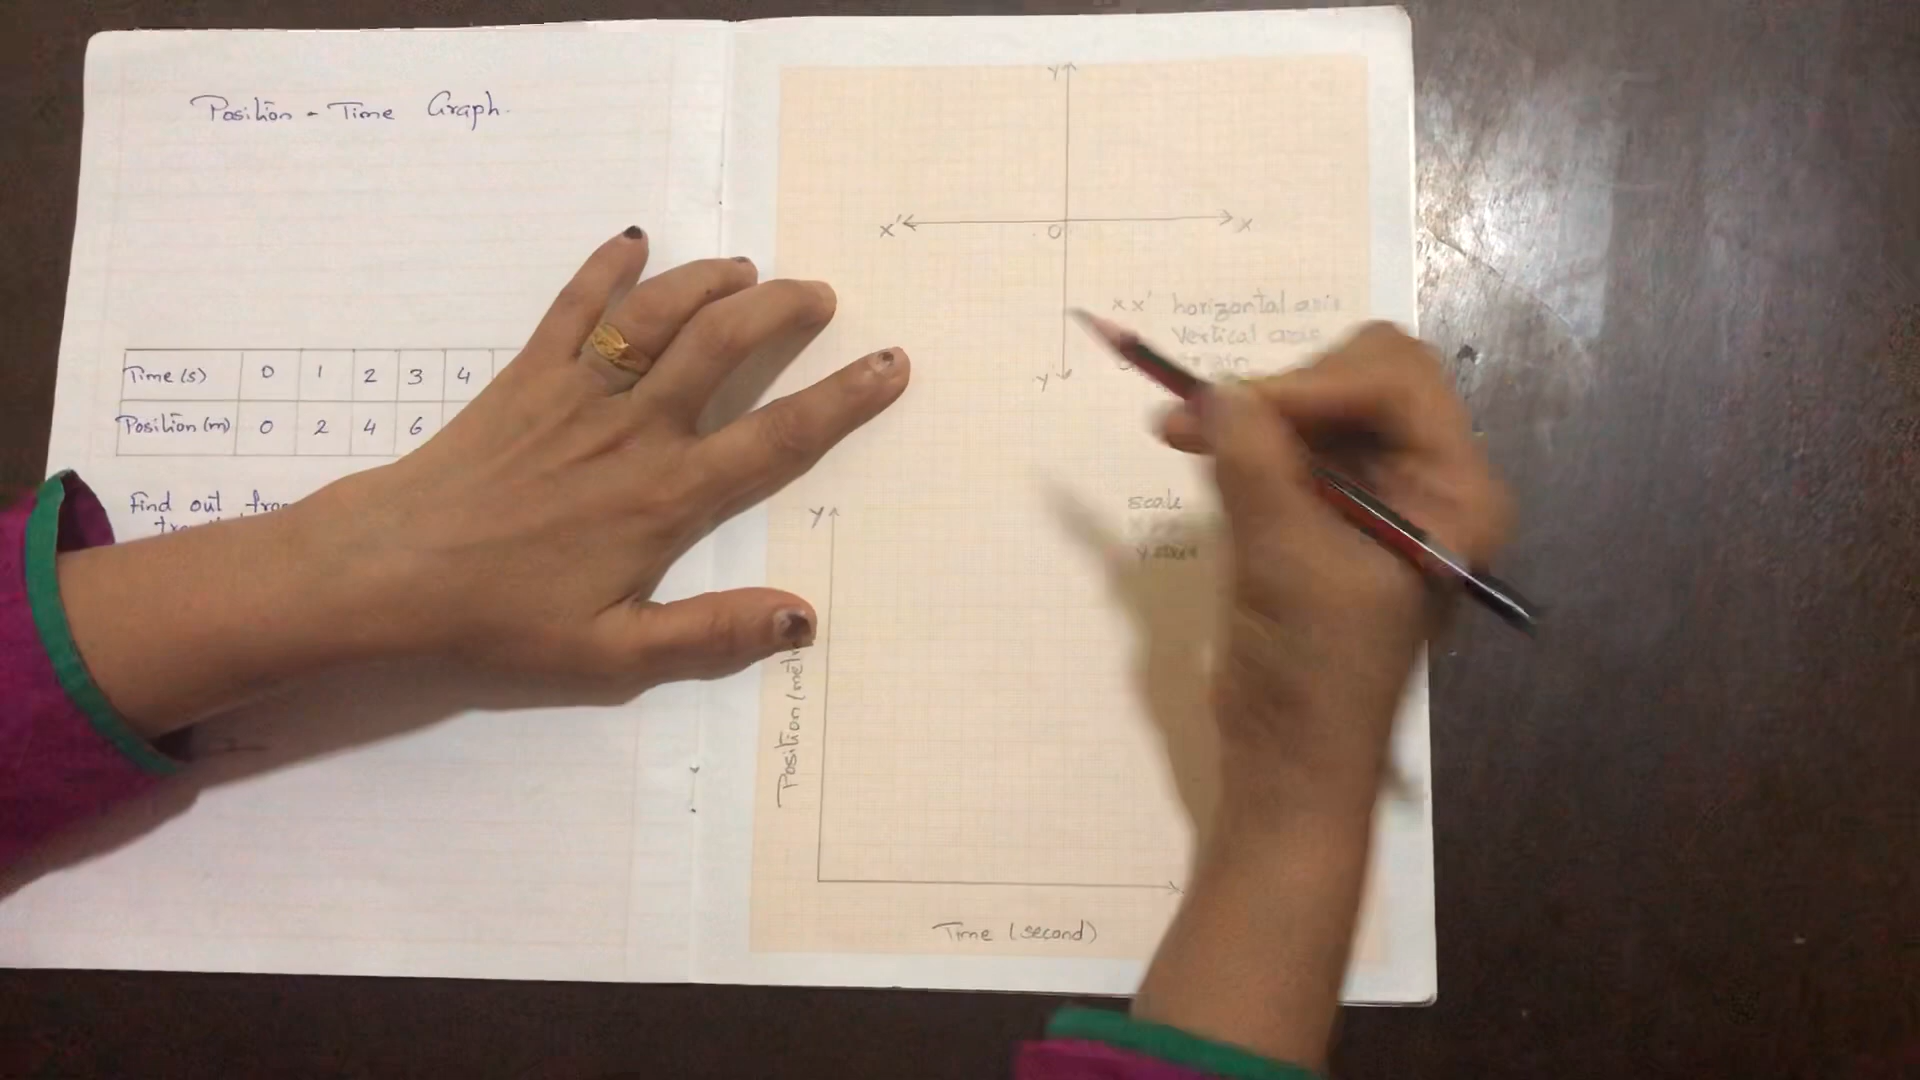 Position - Time Graph.
Time (s) 0 1 2 3 4
Position (m) 0 2 4 6
Find out
Y
X' O X
Y'
XX' horizontal axis
Vertical axis
scale
Y
Position
Time (second)